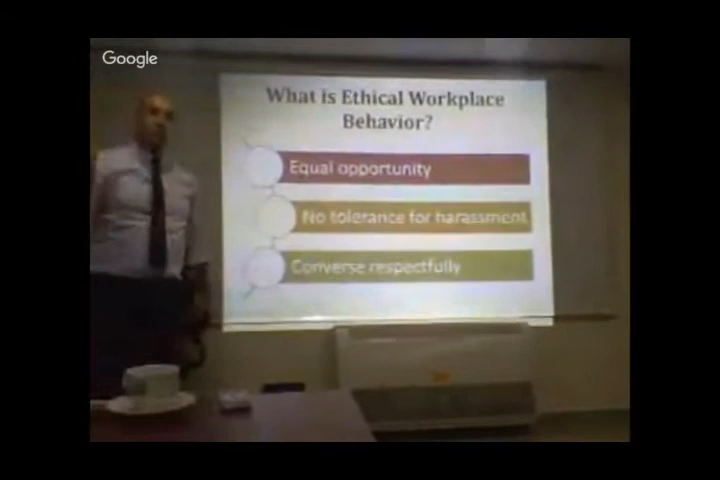 Google
What is Ethical Workplace
Behavior?
Equal opportunity
No tolerance for harassment
Converse respectfully